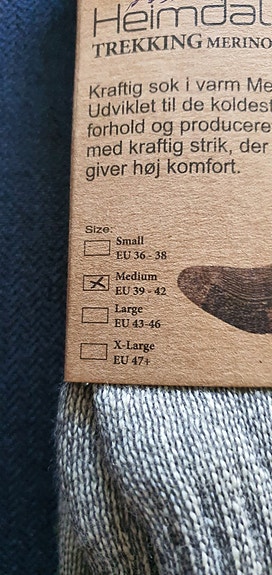 Heimdal
TREKKING MERINO
Kraftig sok i varm Me
Udviklet til de koldest
forhold og producere
med kraftig strik, der
giver høj komfort.
Size:
Small
EU 36 - 38
Medium
EU 39 - 42
Large
EU 43-46
X-Large
EU 47+